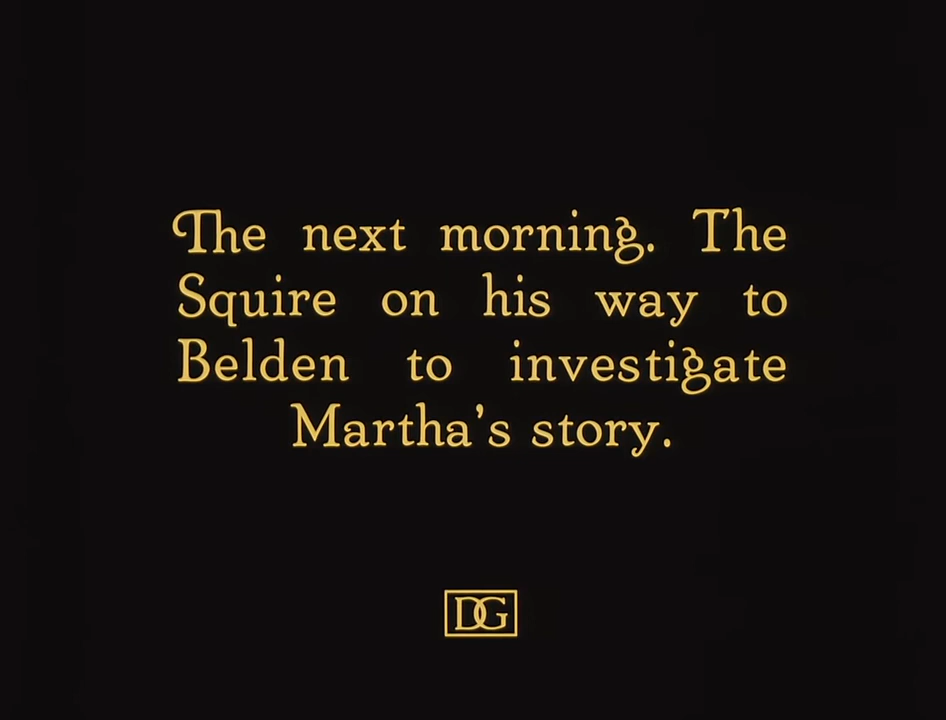 The next morning. The
Squire on his way to
Belden to investigate
Martha's story.
DG